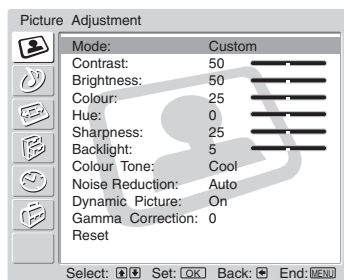 Picture Adjustment
Mode: Custom
Contrast: 50
Brightness: 50
Colour: 25
Hue: 0
Sharpness: 25
Backlight: 5
Colour Tone: Cool
Noise Reduction: Auto
Dynamic Picture: On
Gamma Correction: 0
Reset
Select: Set: OK Back: End: MENU